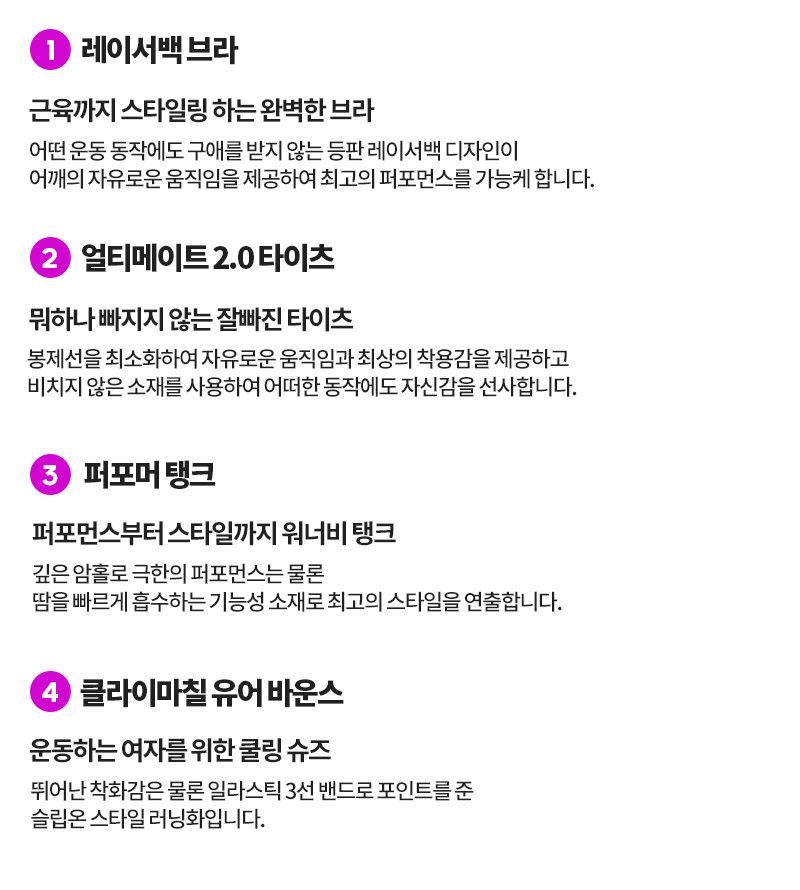 1 레이서백 브라
근육까지 스타일링 하는 완벽한 브라
어떤 운동 동작에도 구애를 받지 않는 등판 레이서백 디자인이
어깨의 자유로운 움직임을 제공하여 최고의 퍼포먼스를 가능케 합니다.
2 얼티메이트 2.0 타이츠
뭐하나 빠지지 않는 잘빠진 타이츠
봉제선을 최소화하여 자유로운 움직임과 최상의 착용감을 제공하고
비치지 않은 소재를 사용하여 어떠한 동작에도 자신감을 선사합니다.
3 퍼포머 탱크
퍼포먼스부터 스타일까지 워너비 탱크
깊은 암홀로 극한의 퍼포먼스는 물론
땀을 빠르게 흡수하는 기능성 소재로 최고의 스타일을 연출합니다.
4 클라이마칠 유어 바운스
운동하는 여자를 위한 쿨링 슈즈
뛰어난 착화감은 물론 일라스틱 3선 밴드로 포인트를 준
슬립온 스타일 러닝화입니다.